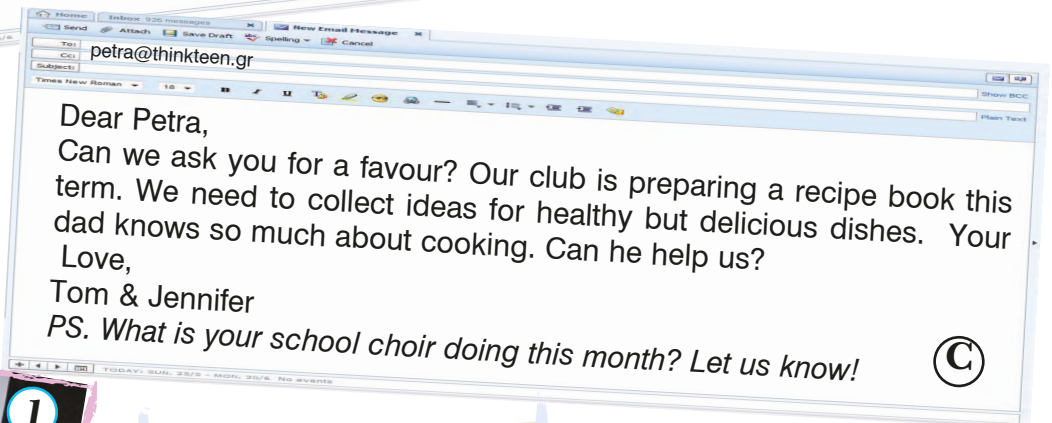 Home Inbox 926 messages New Email Message
Send Attach Save Draft Spelling Cancel
To:
Cc: petra@thinkteen.gr
Subject:
Show BCC
Times New Roman 16 B I U
Plain Text
Dear Petra,
Can we ask you for a favour? Our club is preparing a recipe book this
term. We need to collect ideas for healthy but delicious dishes. Your
dad knows so much about cooking. Can he help us?
Love,
Tom & Jennifer
PS. What is your school choir doing this month? Let us know!
C
TODAY: SUN, 25/5 - MON, 20/6 No events
1